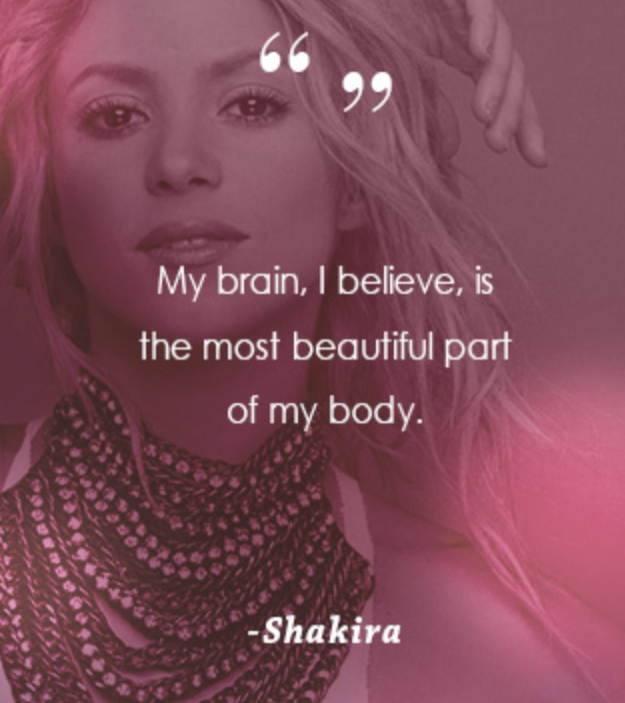 “ ”
My brain, I believe, is
the most beautiful part
of my body.
-Shakira